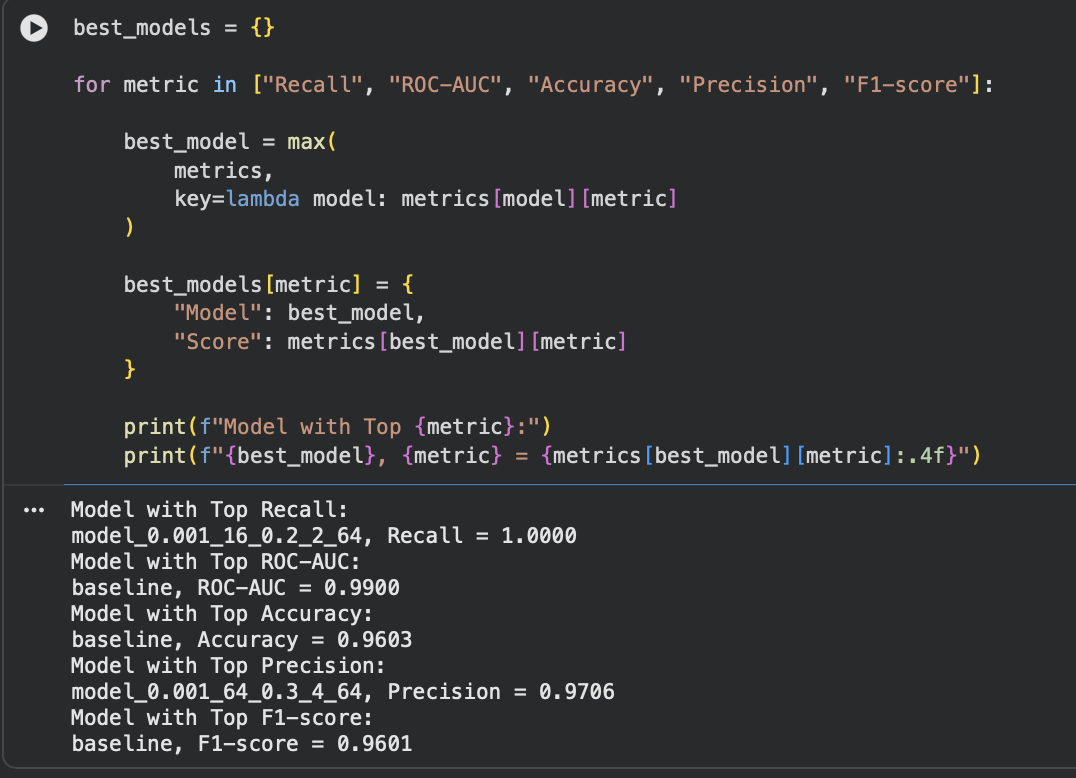 best_models = {}
for metric in ["Recall", "ROC-AUC", "Accuracy", "Precision", "F1-score"]:
    best_model = max(
        metrics,
        key=lambda model: metrics[model][metric]
    )
    best_models[metric] = {
        "Model": best_model,
        "Score": metrics[best_model][metric]
    }
    print(f"Model with Top {metric}:")
    print(f"{best_model}, {metric} = {metrics[best_model][metric]:.4f}")
Model with Top Recall:
model_0.001_16_0.2_2_64, Recall = 1.0000
Model with Top ROC-AUC:
baseline, ROC-AUC = 0.9900
Model with Top Accuracy:
baseline, Accuracy = 0.9603
Model with Top Precision:
model_0.001_64_0.3_4_64, Precision = 0.9706
Model with Top F1-score:
baseline, F1-score = 0.9601